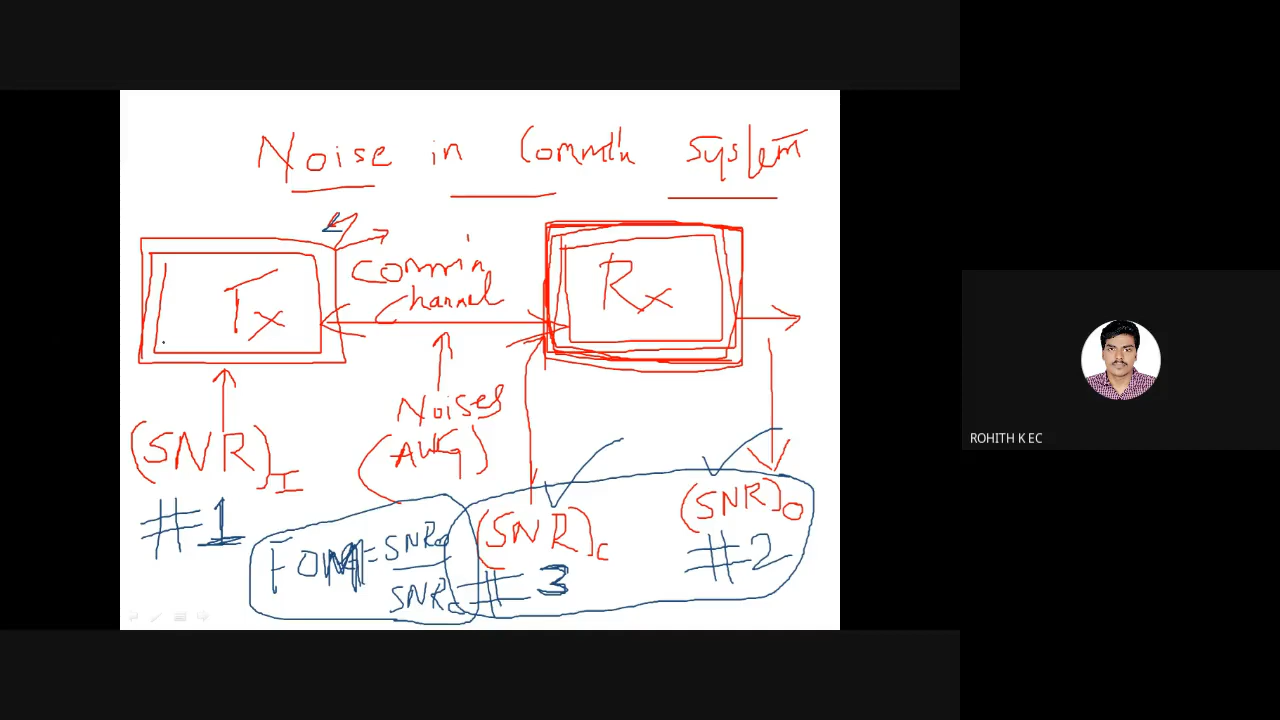 Noise in Commtn system
Tx
Commn
Channel
Rx
Noises
(AWG)
(SNR)I
#1
(SNR)C
#3
(SNR)O
#2
FOM = SNRO
SNRC
ROHITH K EC